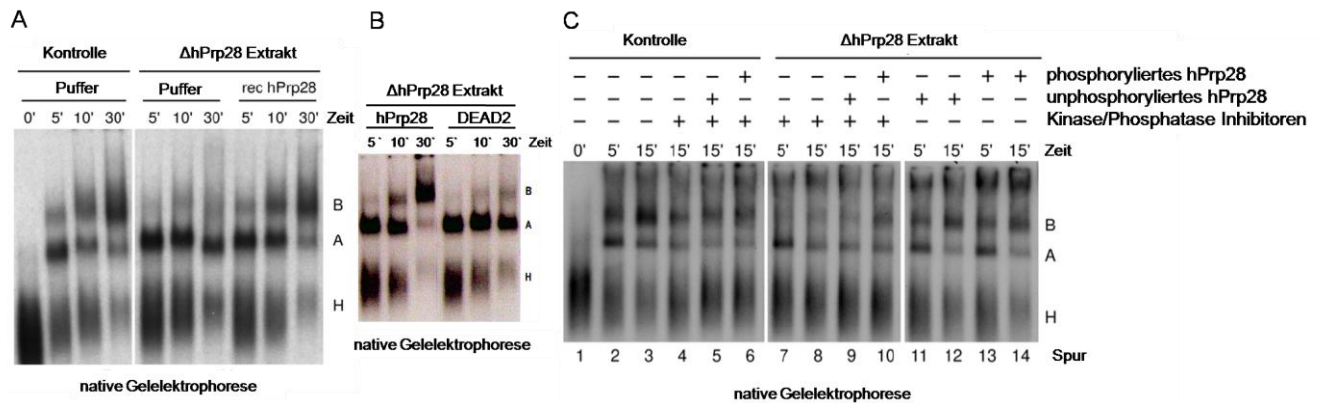 A
Kontrolle ΔhPrp28 Extrakt
Puffer Puffer rec hPrp28
0' 5' 10' 30' 5' 10' 30' 5' 10' 30' Zeit
B
A
H
native Gelelektrophorese
B
ΔhPrp28 Extrakt
hPrp28 DEAD2
5' 10' 30' 5' 10' 30' Zeit
B
A
H
native Gelelektrophorese
C
Kontrolle ΔhPrp28 Extrakt
– – – – – + – – – + – – + + phosphoryliertes hPrp28
– – – – + – – – + – + + – – unphosphoryliertes hPrp28
– – – + + + + + + + – – – – Kinase/Phosphatase Inhibitoren
0' 5' 15' 15' 15' 15' 5' 15' 15' 15' 5' 15' 5' 15' Zeit
B
A
H
1 2 3 4 5 6 7 8 9 10 11 12 13 14 Spur
native Gelelektrophorese